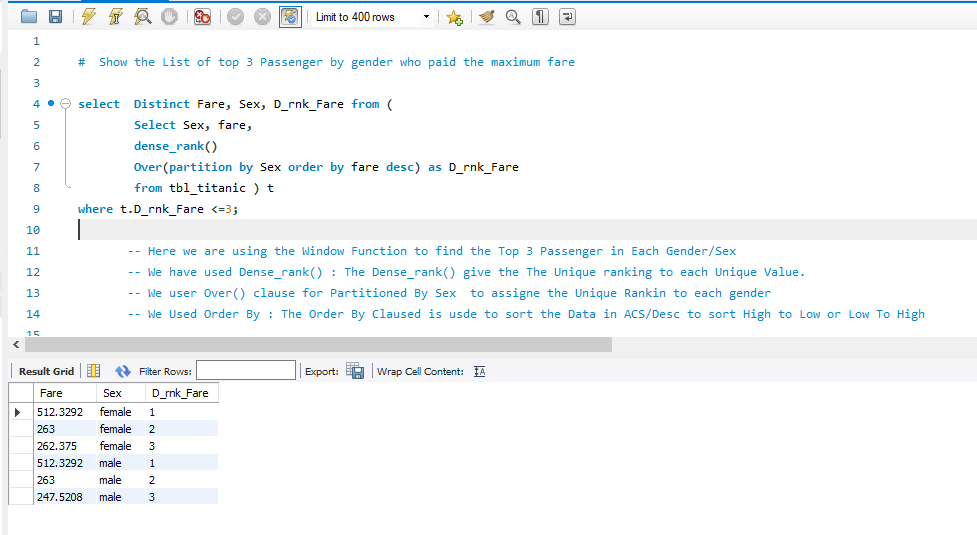 Limit to 400 rows
1
2 # Show the List of top 3 Passenger by gender who paid the maximum fare
3
4 select Distinct Fare, Sex, D_rnk_Fare from (
5 Select Sex, fare,
6 dense_rank()
7 Over(partition by Sex order by fare desc) as D_rnk_Fare
8 from tbl_titanic ) t
9 where t.D_rnk_Fare <=3;
10
11 -- Here we are using the Window Function to find the Top 3 Passenger in Each Gender/Sex
12 -- We have used Dense_rank() : The Dense_rank() give the The Unique ranking to each Unique Value.
13 -- We user Over() clause for Partitioned By Sex to assigne the Unique Rankin to each gender
14 -- We Used Order By : The Order By Claused is usde to sort the Data in ACS/Desc to sort High to Low or Low To High
15
Result Grid Filter Rows: Export: Wrap Cell Content:
Fare Sex D_rnk_Fare
512.3292 female 1
263 female 2
262.375 female 3
512.3292 male 1
263 male 2
247.5208 male 3